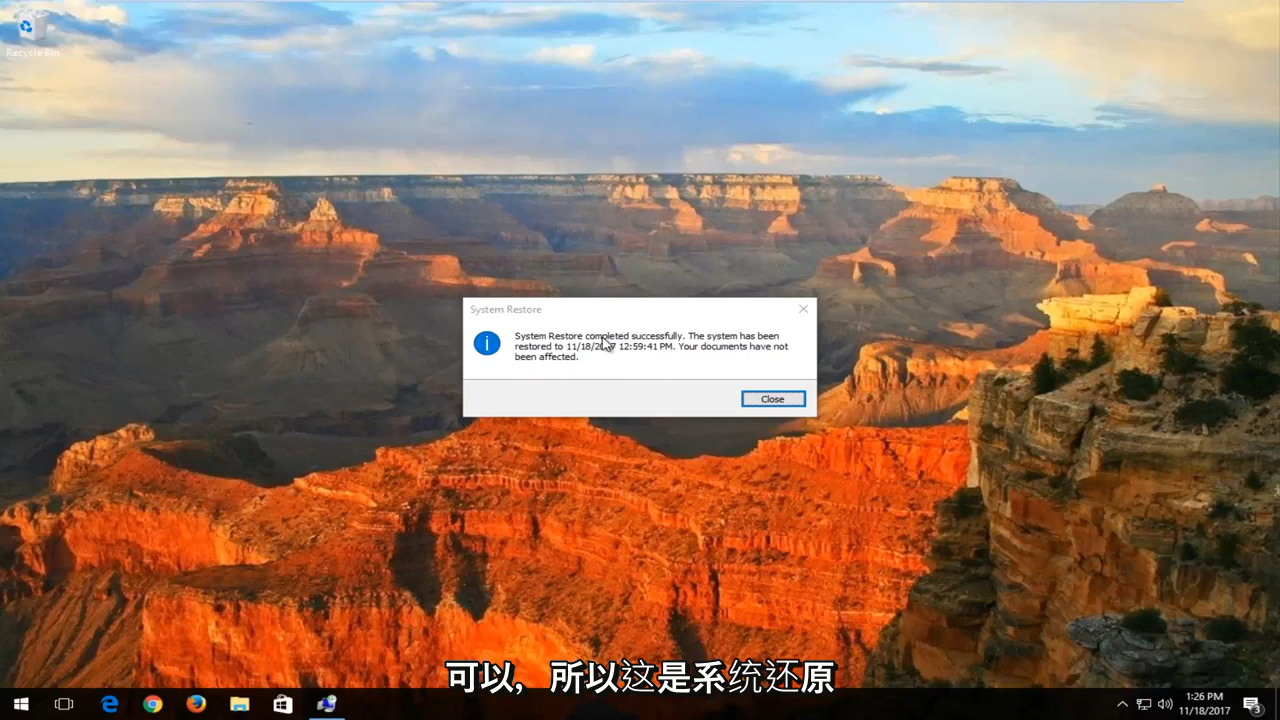 Recycle Bin
System Restore
System Restore completed successfully. The system has been
restored to 11/18/2017 12:59:41 PM. Your documents have not
been affected.
Close
可以，所以这是系统还原
1:26 PM
11/18/2017
3